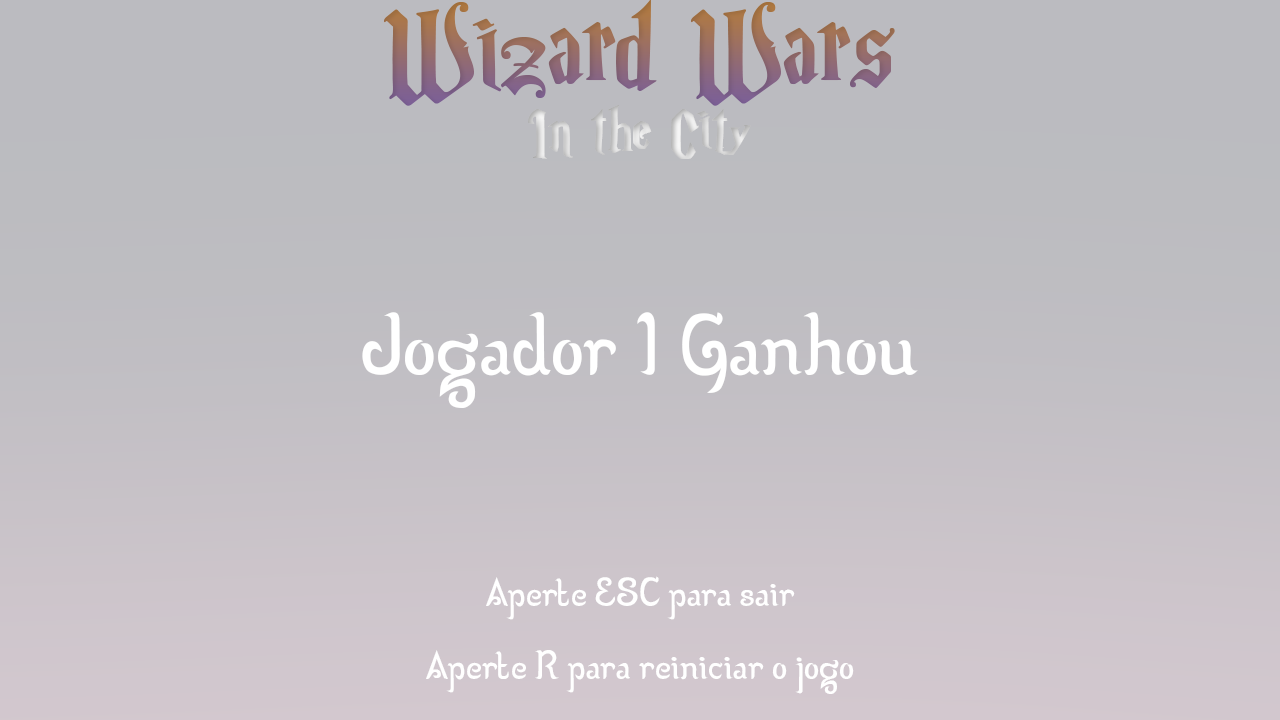 Wizard Wars
In the City
Jogador 1 Ganhou
Aperte ESC para sair
Aperte R para reiniciar o jogo